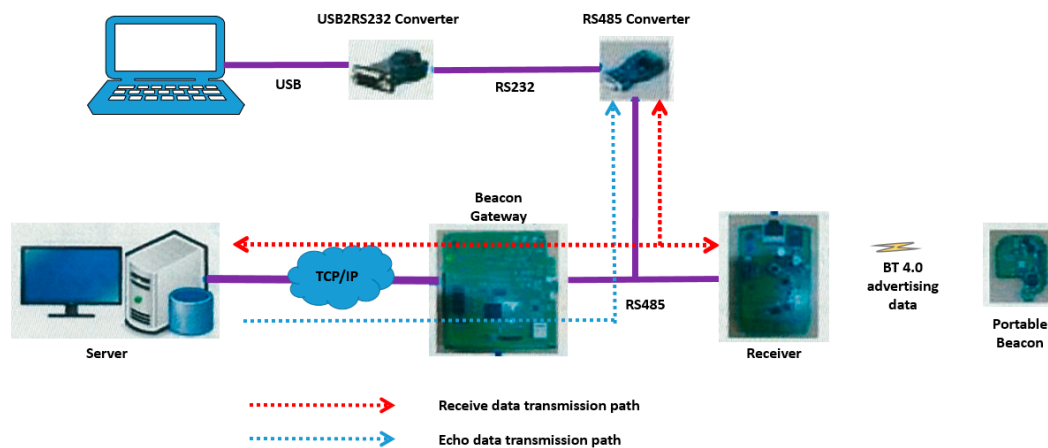 USB2RS232 Converter
RS485 Converter
USB
RS232
Beacon
Gateway
TCP/IP
RS485
BT 4.0
advertising
data
Server
Receiver
Portable
Beacon
Receive data transmission path
Echo data transmission path